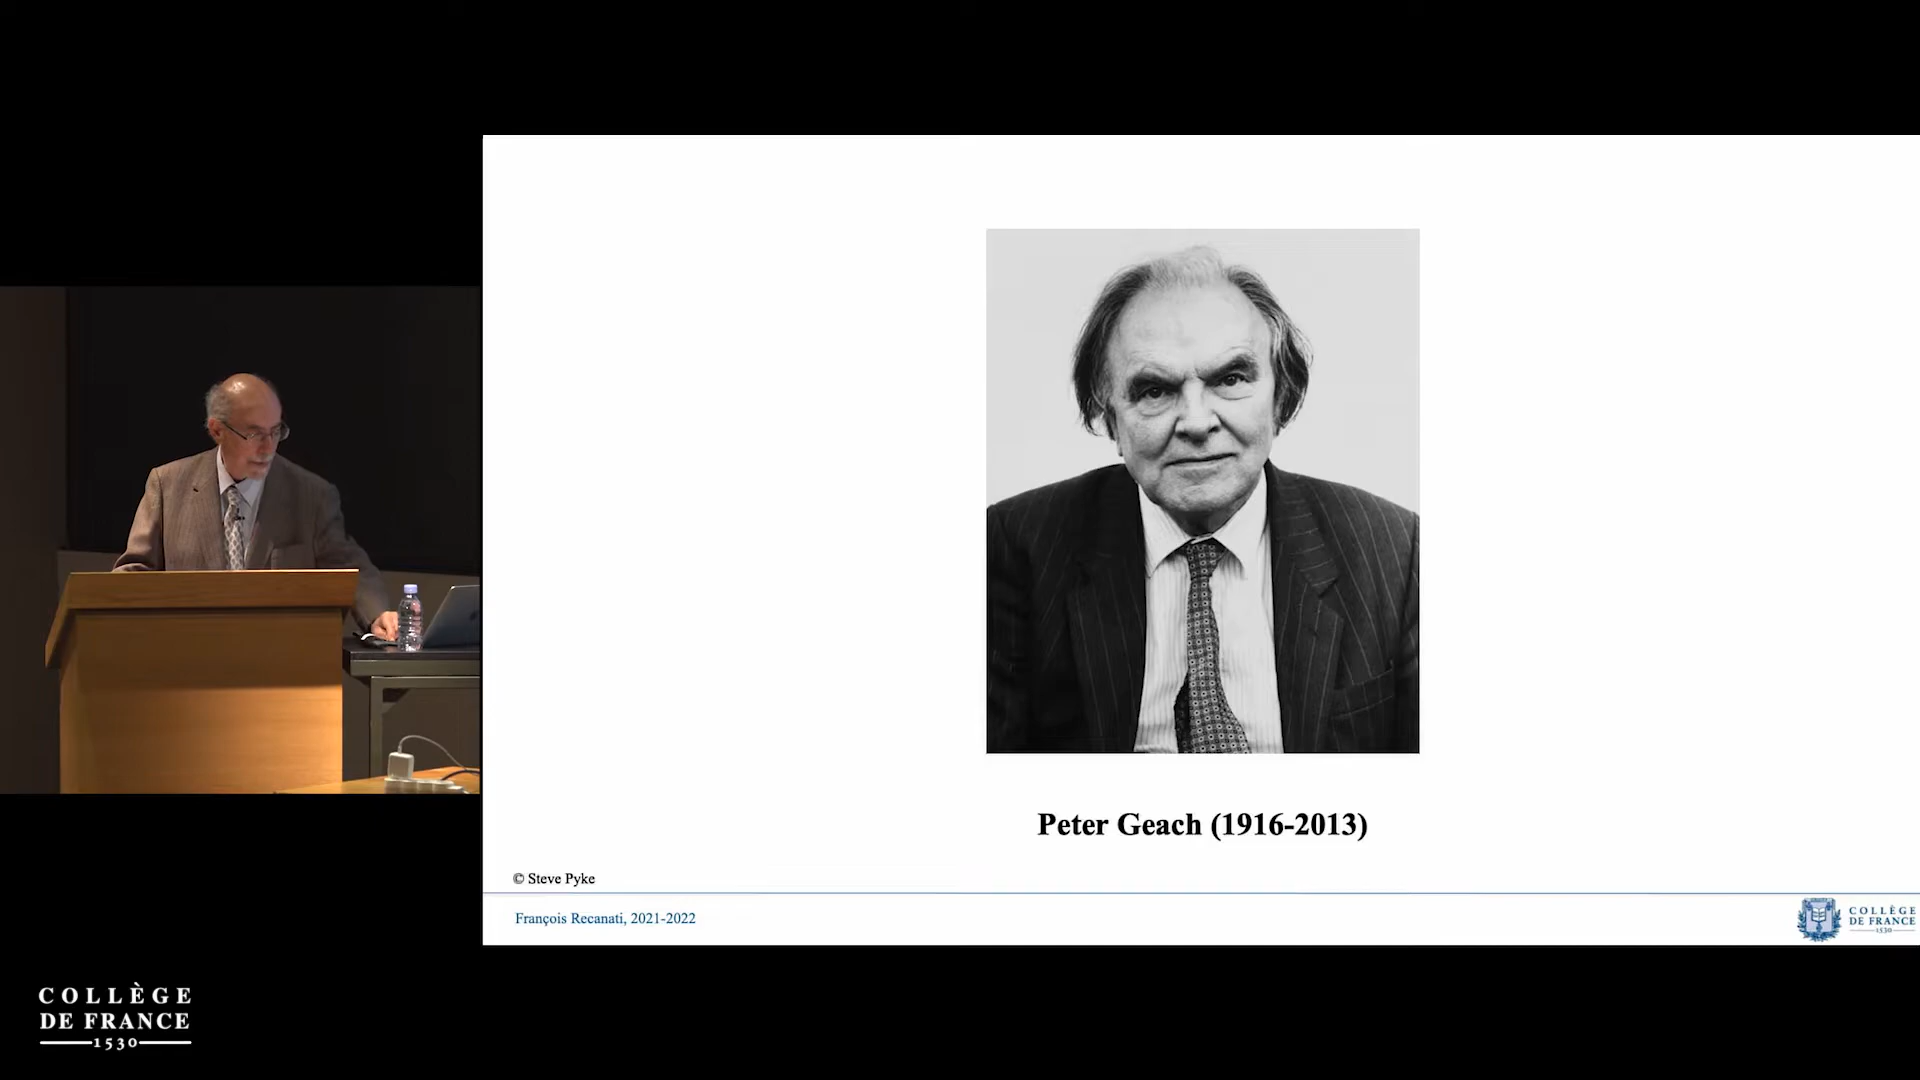 Peter Geach (1916-2013)
© Steve Pyke
François Recanati, 2021-2022
COLLÈGE
DE FRANCE
1530
COLLÈGE
DE FRANCE
1530